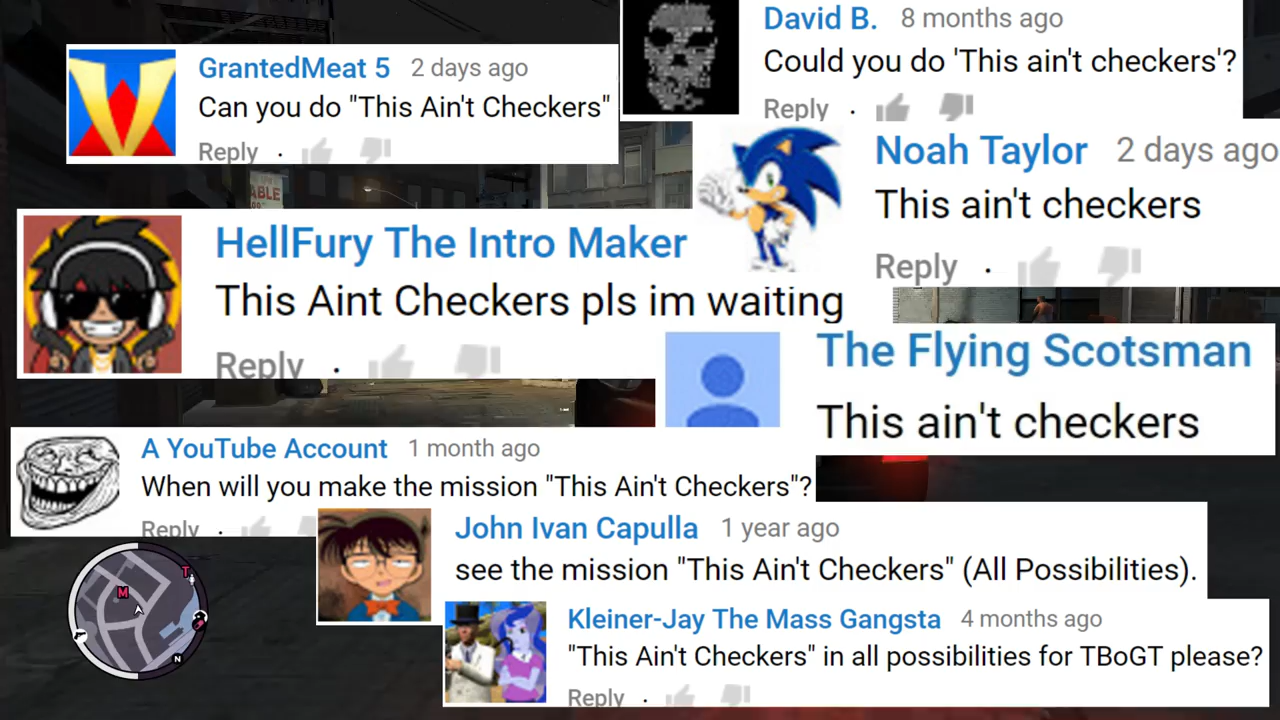 David B. 8 months ago
Could you do 'This ain't checkers'?
Reply ·
GrantedMeat 5 2 days ago
Can you do "This Ain't Checkers"
Reply ·
Noah Taylor 2 days ago
This ain't checkers
Reply ·
ABLE
HellFury The Intro Maker
This Aint Checkers pls im waiting
Reply ·
The Flying Scotsman
This ain't checkers
A YouTube Account 1 month ago
When will you make the mission "This Ain't Checkers"?
Reply ·
John Ivan Capulla 1 year ago
see the mission "This Ain't Checkers" (All Possibilities).
T
M
N
Kleiner-Jay The Mass Gangsta 4 months ago
"This Ain't Checkers" in all possibilities for TBoGT please?
Reply ·